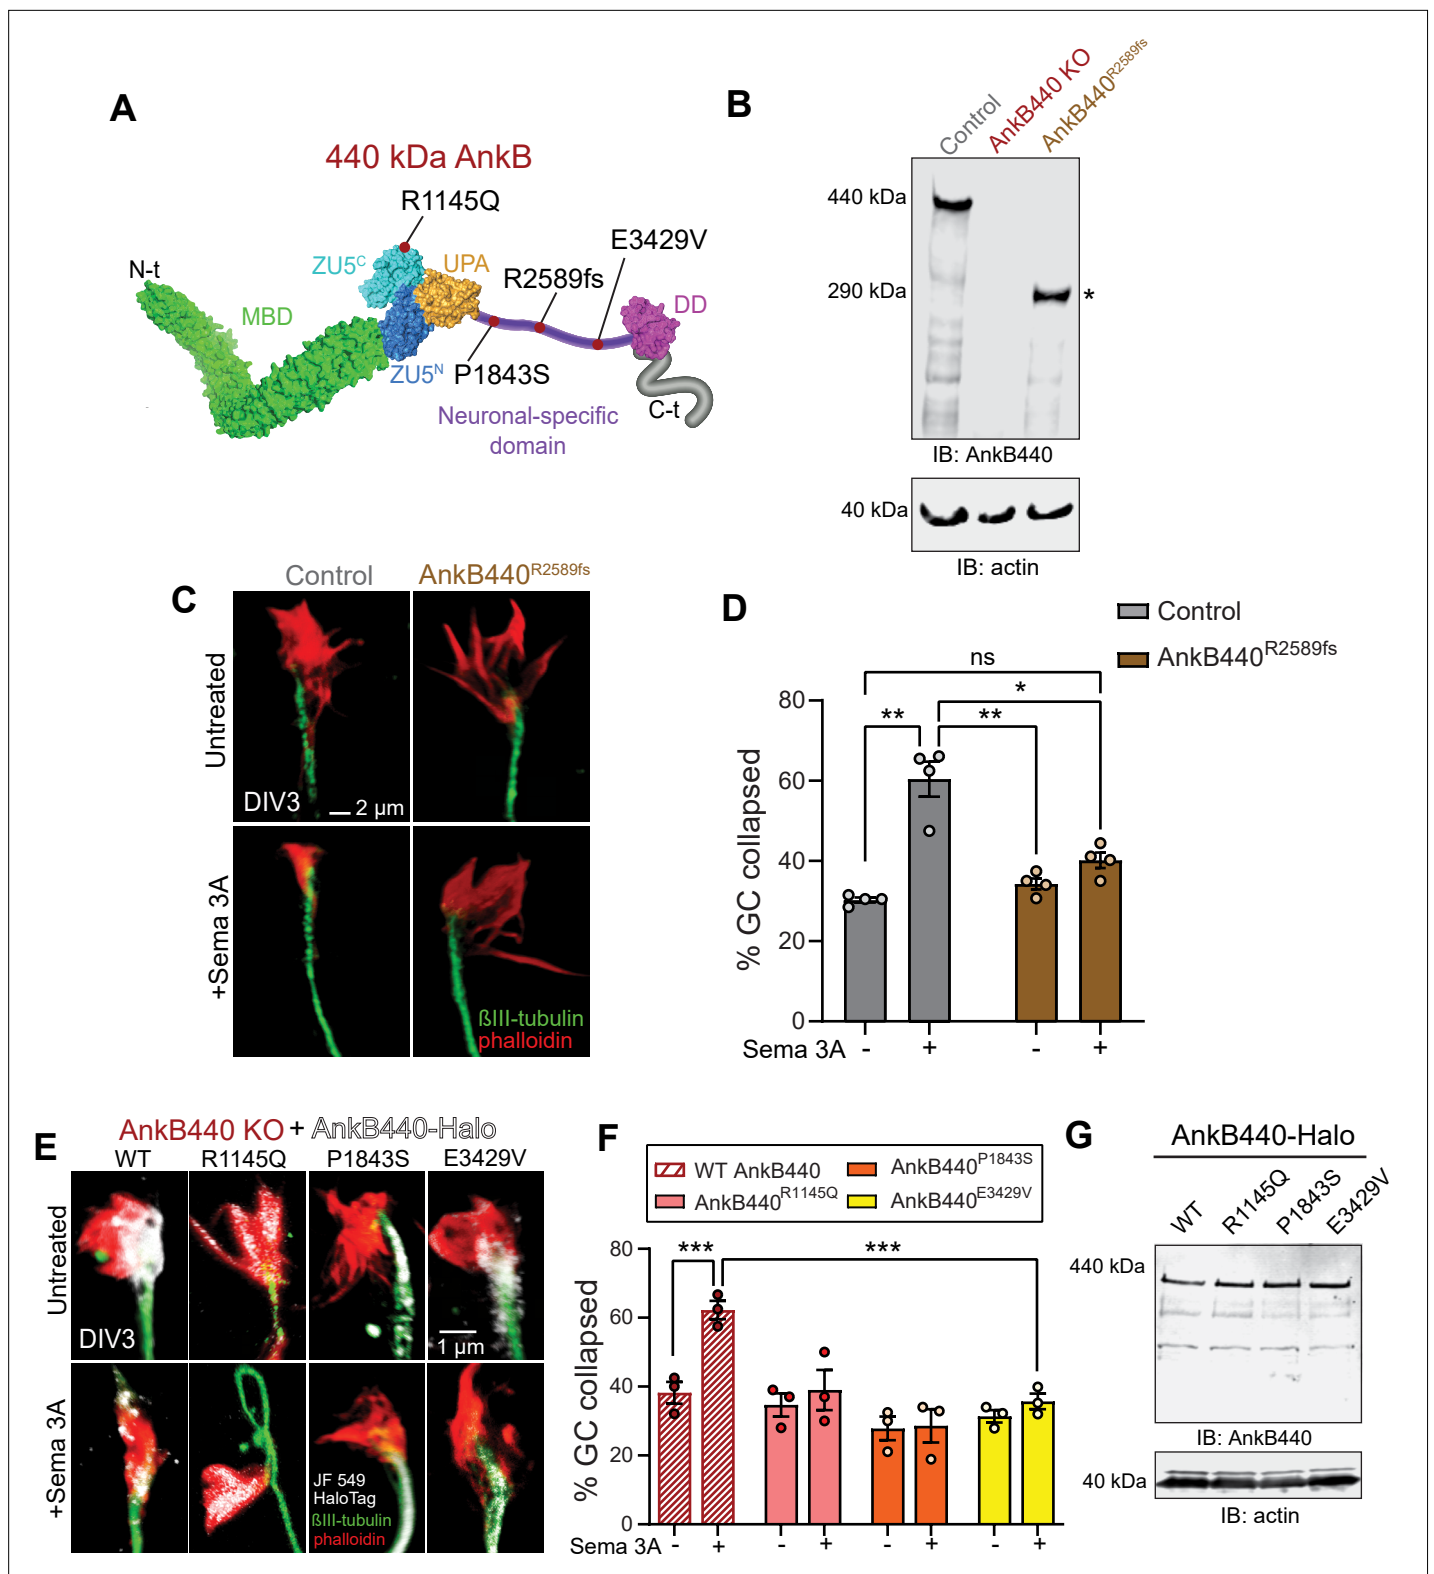 A
440 kDa AnkB
R1145Q
E3429V
N-t
ZU5C
UPA
R2589fs
MBD
DD
ZU5N
P1843S
C-t
Neuronal-specific
domain
B
Control
AnkB440 KO
AnkB440R2589fs
440 kDa
290 kDa
*
IB: AnkB440
40 kDa
IB: actin
C
Control
AnkB440R2589fs
Untreated
DIV3
2 µm
+Sema 3A
ßIII-tubulin
phalloidin
D
Control
AnkB440R2589fs
ns
*
**
**
% GC collapsed
80
60
40
20
0
Sema 3A - + - +
E
AnkB440 KO + AnkB440-Halo
WT R1145Q P1843S E3429V
Untreated
DIV3
1 µm
+Sema 3A
JF 549
HaloTag
ßIII-tubulin
phalloidin
F
WT AnkB440
AnkB440P1843S
AnkB440R1145Q
AnkB440E3429V
***
***
% GC collapsed
80
60
40
20
0
Sema 3A - + - + - + - +
G
AnkB440-Halo
WT
R1145Q
P1843S
E3429V
440 kDa
IB: AnkB440
40 kDa
IB: actin